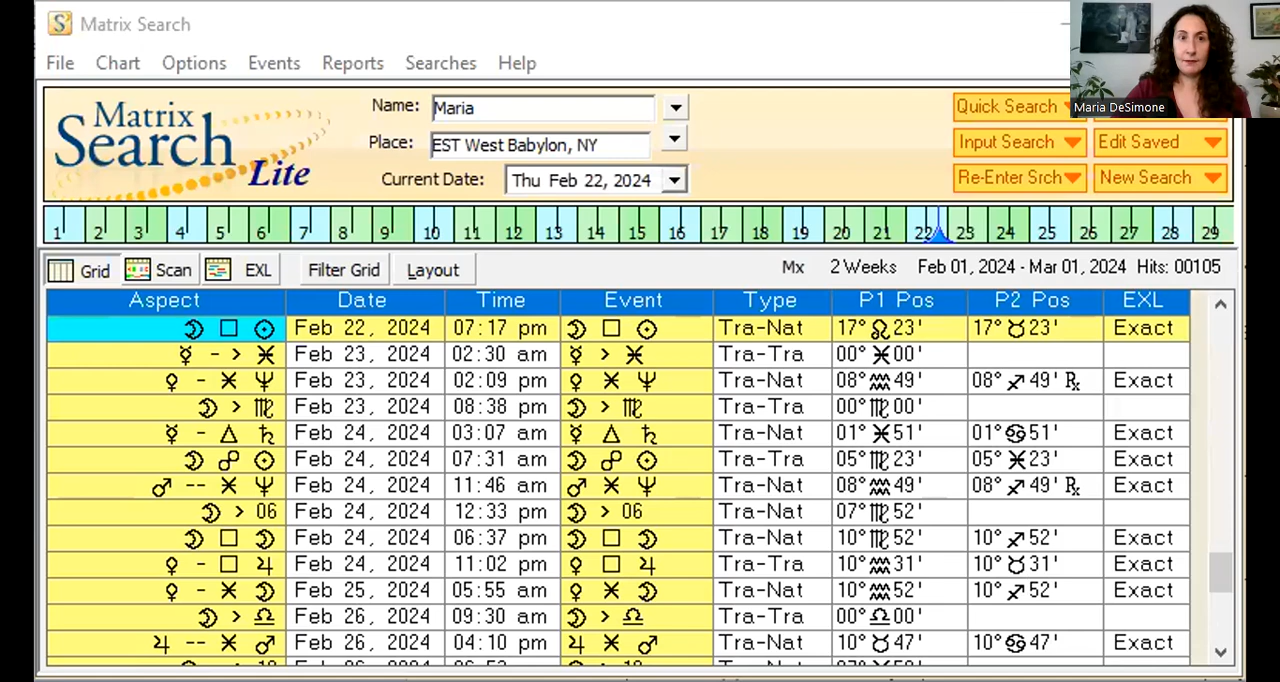 Matrix Search
File Chart Options Events Reports Searches Help
Maria DeSimone
Matrix Search Lite
Name: Maria
Place: EST West Babylon, NY
Current Date: Thu Feb 22, 2024
Quick Search
Input Search Edit Saved
Re-Enter Srch New Search
1 2 3 4 5 6 7 8 9 10 11 12 13 14 15 16 17 18 19 20 21 22 23 24 25 26 27 28 29
Grid Scan EXL Filter Grid Layout Mx 2 Weeks Feb 01, 2024 - Mar 01, 2024 Hits: 00105
Aspect Date Time Event Type P1 Pos P2 Pos EXL
☽ □ ☉ Feb 22, 2024 07:17 pm ☽ □ ☉ Tra-Nat 17° ♌ 23' 17° ♉ 23' Exact
☿ - > ♓ Feb 23, 2024 02:30 am ☿ > ♓ Tra-Tra 00° ♓ 00'
♀ - ⚹ ♆ Feb 23, 2024 02:09 pm ♀ ⚹ ♆ Tra-Nat 08° ♒ 49' 08° ♐ 49' ℞ Exact
☽ > ♏ Feb 23, 2024 08:38 pm ☽ > ♏ Tra-Tra 00° ♏ 00'
☿ - △ ♄ Feb 24, 2024 03:07 am ☿ △ ♄ Tra-Nat 01° ♓ 51' 01° ♋ 51' Exact
☽ ☍ ☉ Feb 24, 2024 07:31 am ☽ ☍ ☉ Tra-Tra 05° ♏ 23' 05° ♓ 23' Exact
♂ -- ⚹ ♆ Feb 24, 2024 11:46 am ♂ ⚹ ♆ Tra-Nat 08° ♒ 49' 08° ♐ 49' ℞ Exact
☽ > 06 Feb 24, 2024 12:33 pm ☽ > 06 Tra-Nat 07° ♏ 52'
☽ □ ☽ Feb 24, 2024 06:37 pm ☽ □ ☽ Tra-Nat 10° ♏ 52' 10° ♐ 52' Exact
♀ - □ ♃ Feb 24, 2024 11:02 pm ♀ □ ♃ Tra-Tra 10° ♒ 31' 10° ♉ 31' Exact
♀ - ⚹ ☽ Feb 25, 2024 05:55 am ♀ ⚹ ☽ Tra-Nat 10° ♒ 52' 10° ♐ 52' Exact
☽ > ♎ Feb 26, 2024 09:30 am ☽ > ♎ Tra-Tra 00° ♎ 00'
♃ -- ⚹ ♂ Feb 26, 2024 04:10 pm ♃ ⚹ ♂ Tra-Nat 10° ♉ 47' 10° ♋ 47' Exact